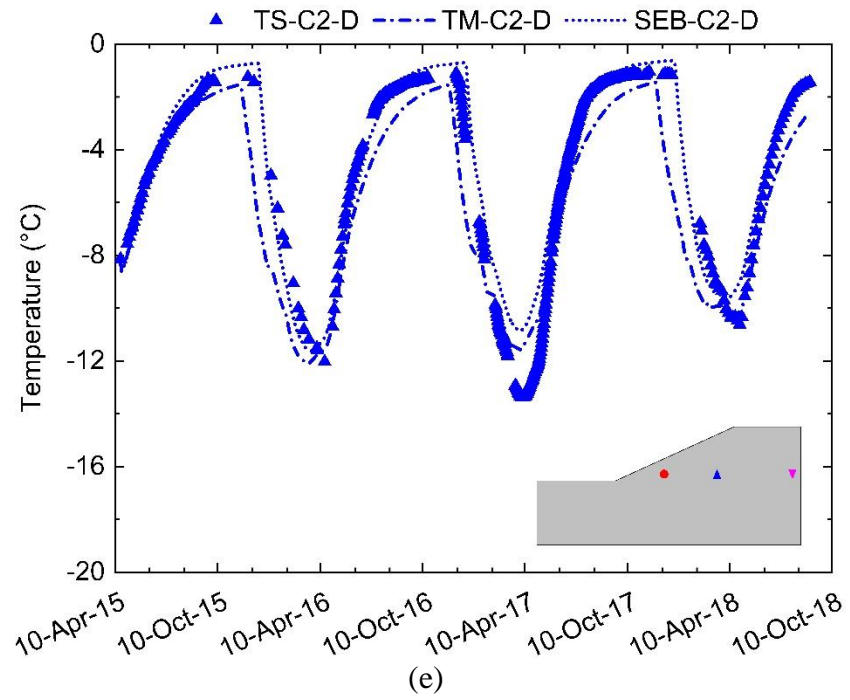 TS-C2-D TM-C2-D SEB-C2-D
0
-4
-8
-12
-16
-20
Temperature (°C)
10-Apr-15 10-Oct-15 10-Apr-16 10-Oct-16 10-Apr-17 10-Oct-17 10-Apr-18 10-Oct-18
(e)